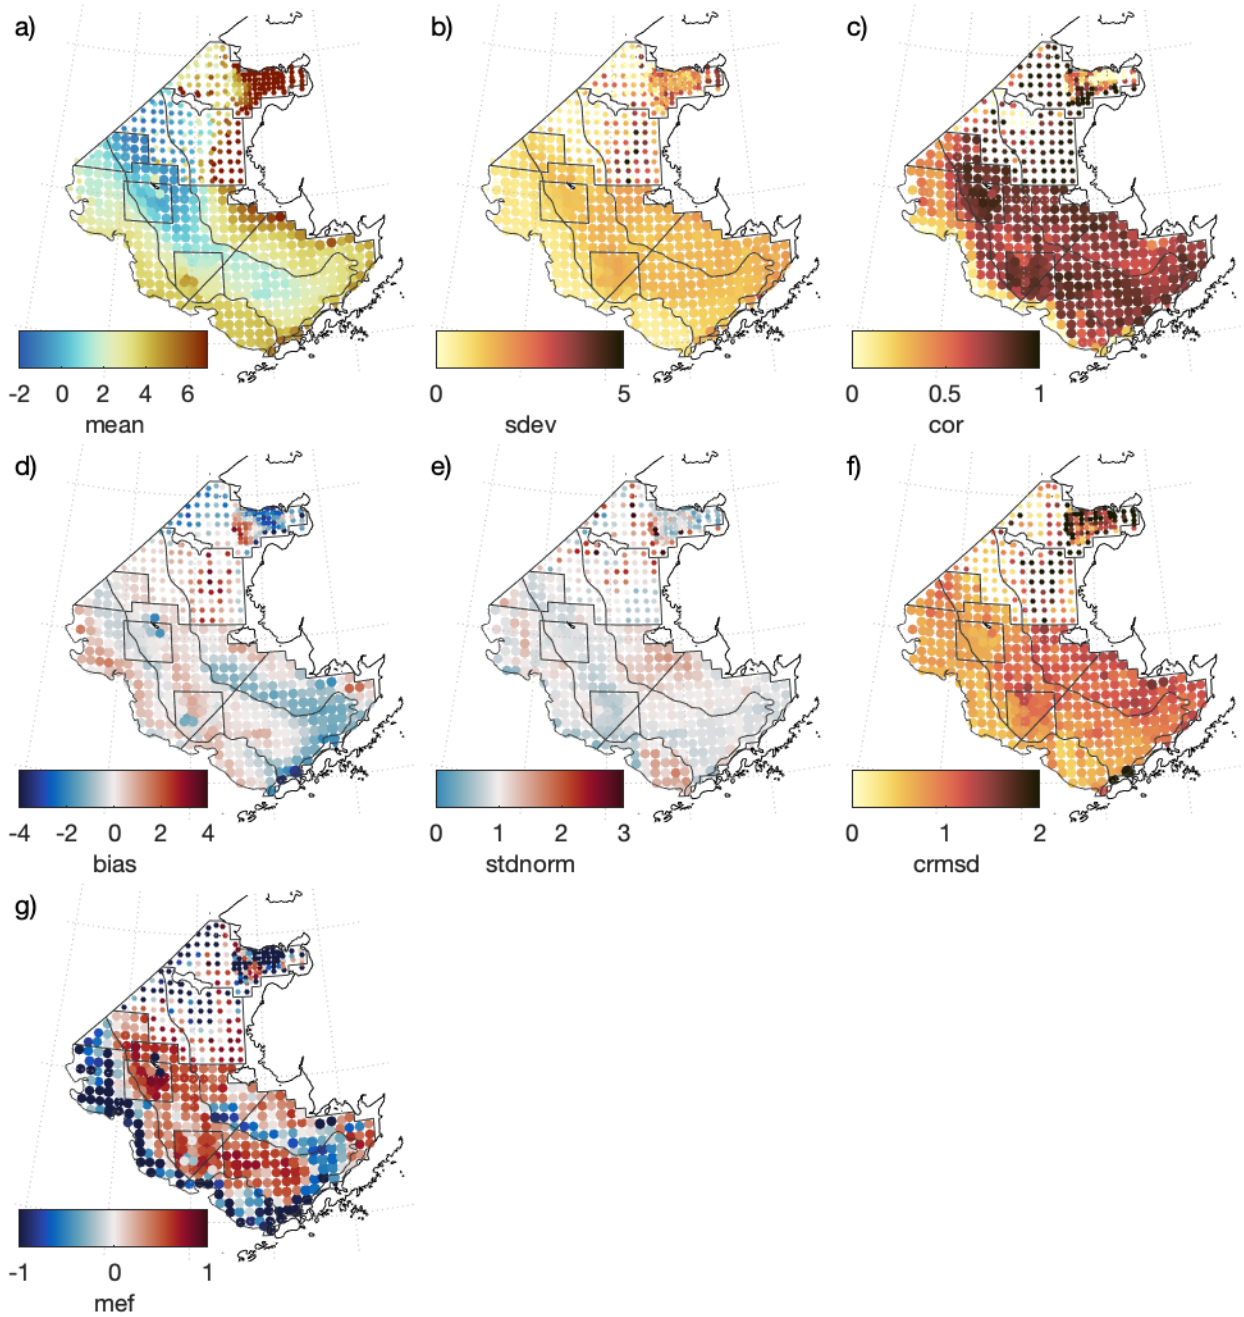 a) b) c)
-2 0 2 4 6 0 5 0 0.5 1
mean sdev cor
d) e) f)
-4 -2 0 2 4 0 1 2 3 0 1 2
bias stdnorm crmsd
g)
-1 0 1
mef